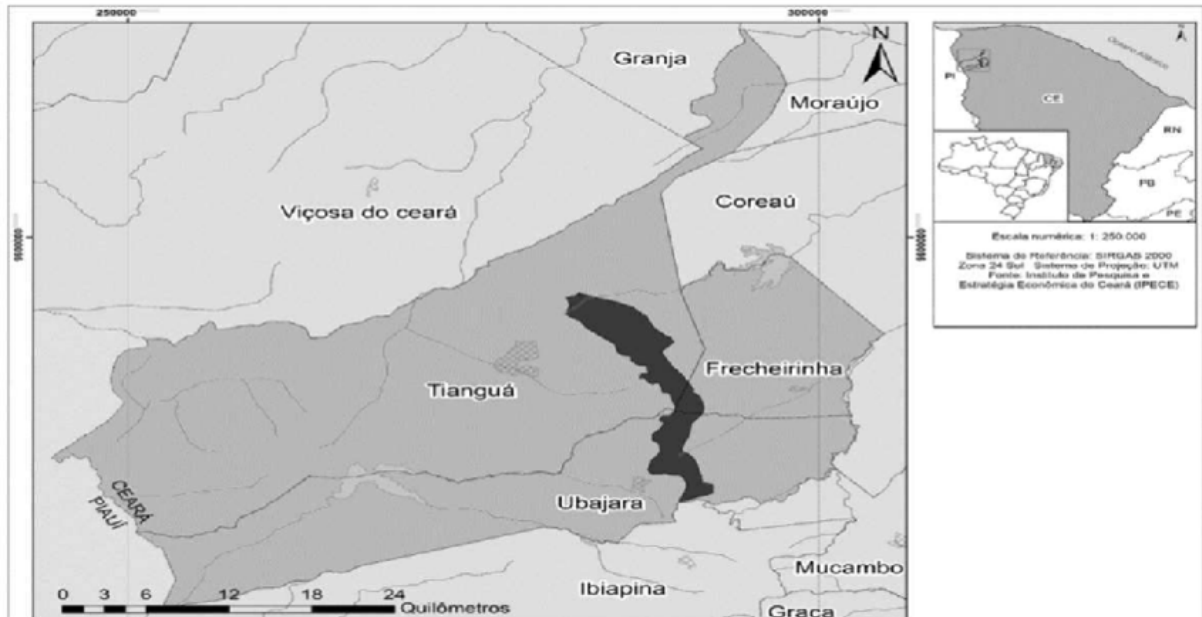 250000
300000
N
Granja
Moraújo
Viçosa do ceará
Coreaú
9600000
9600000
Tianguá
Frecheirinha
CEARÁ
PIAUÍ
Ubajara
Ibiapina
Mucambo
Graça
0 3 6 12 18 24
Quilômetros
N
Oceano Atlântico
PI
CE
RN
PB
PE
Escala numérica: 1: 250.000
Sistema de Referência: SIRGAS 2000
Zona 24 Sul Sistema de Projeção: UTM
Fonte: Instituto de Pesquisa e
Estratégia Econômica do Ceará (IPECE)